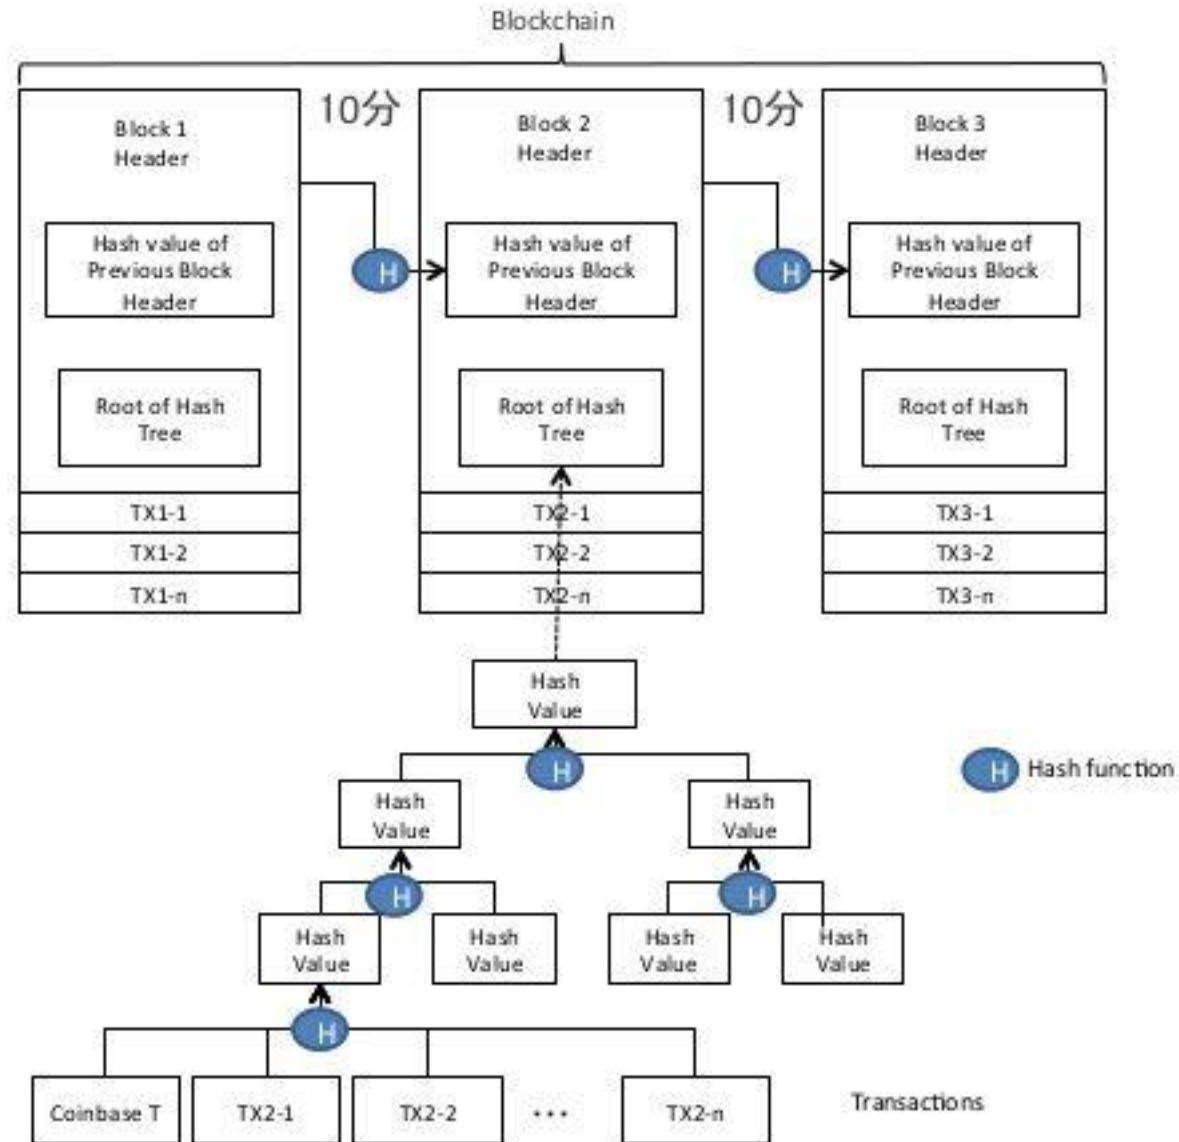 Blockchain
10分
10分
Block 1
Header
Block 2
Header
Block 3
Header
Hash value of
Previous Block
Header
H
Hash value of
Previous Block
Header
H
Hash value of
Previous Block
Header
Root of Hash
Tree
Root of Hash
Tree
Root of Hash
Tree
TX1-1
TX1-2
TX1-n
TX2-1
TX2-2
TX2-n
TX3-1
TX3-2
TX3-n
Hash
Value
H
H Hash function
Hash
Value
Hash
Value
H
H
Hash
Value
Hash
Value
Hash
Value
Hash
Value
H
Coinbase T
TX2-1
TX2-2
...
TX2-n
Transactions